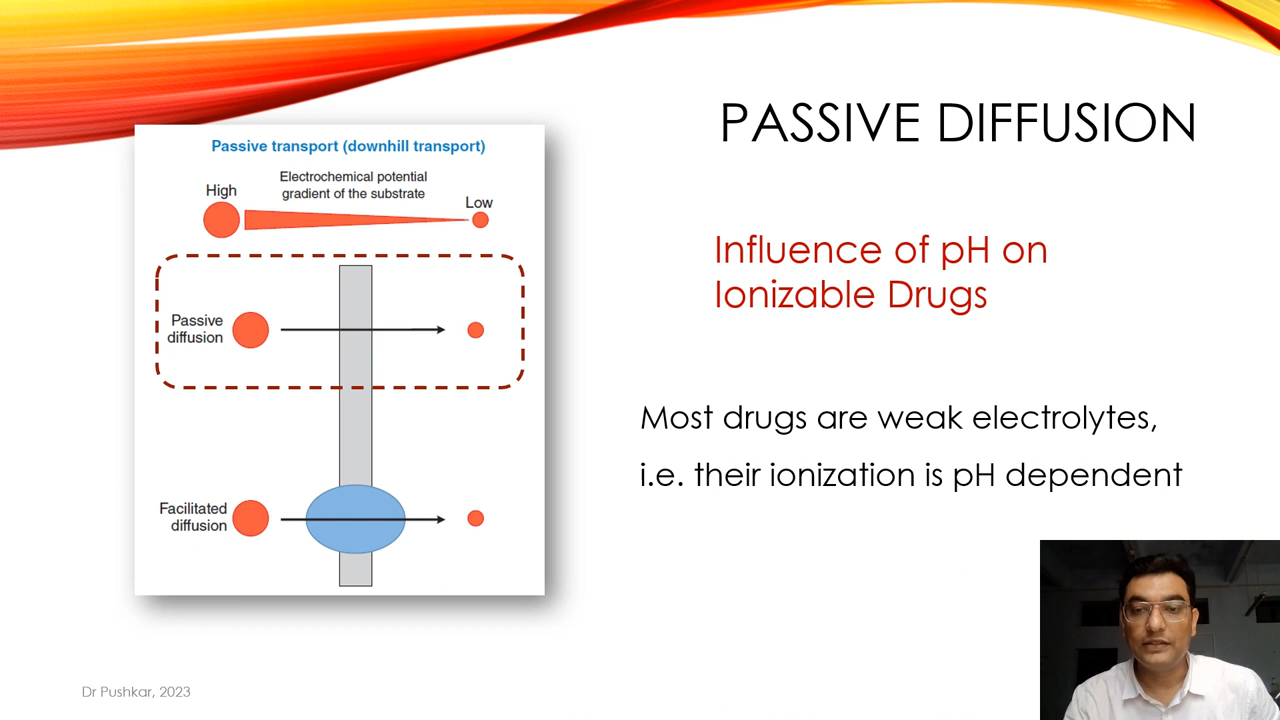 PASSIVE DIFFUSION
Passive transport (downhill transport)
Electrochemical potential
gradient of the substrate
High
Low
Passive
diffusion
Facilitated
diffusion
Influence of pH on
Ionizable Drugs
Most drugs are weak electrolytes,
i.e. their ionization is pH dependent
Dr Pushkar, 2023